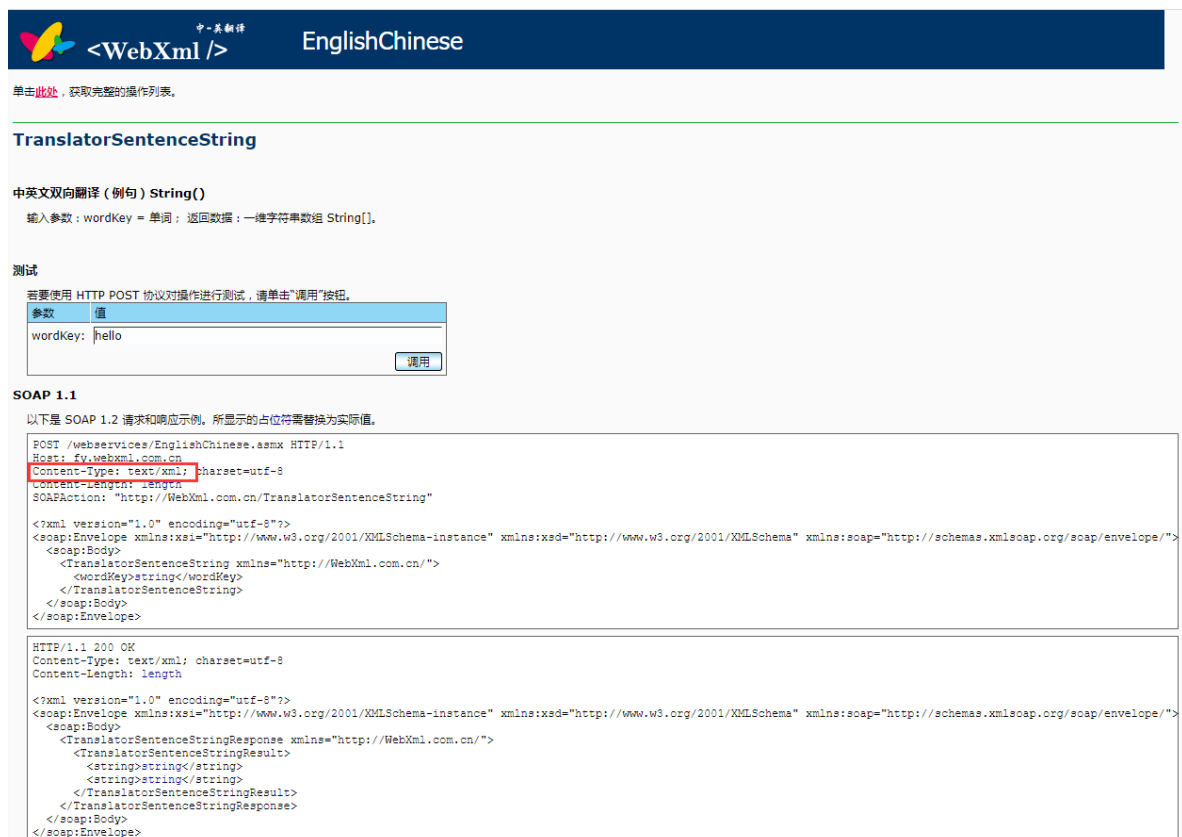 中-英翻译
<WebXml />
EnglishChinese
单击此处，获取完整的操作列表。
TranslatorSentenceString
中英文双向翻译（例句）String()
输入参数：wordKey = 单词； 返回数据：一维字符串数组 String[]。
测试
若要使用 HTTP POST 协议对操作进行测试，请单击“调用”按钮。
参数 值
wordKey: hello
调用
SOAP 1.1
以下是 SOAP 1.2 请求和响应示例。所显示的占位符需替换为实际值。
POST /webservices/EnglishChinese.asmx HTTP/1.1
Host: fy.webxml.com.cn
Content-Type: text/xml; charset=utf-8
Content-Length: length
SOAPAction: "http://WebXml.com.cn/TranslatorSentenceString"
<?xml version="1.0" encoding="utf-8"?>
<soap:Envelope xmlns:xsi="http://www.w3.org/2001/XMLSchema-instance" xmlns:xsd="http://www.w3.org/2001/XMLSchema" xmlns:soap="http://schemas.xmlsoap.org/soap/envelope/">
<soap:Body>
<TranslatorSentenceString xmlns="http://WebXml.com.cn/">
<wordKey>string</wordKey>
</TranslatorSentenceString>
</soap:Body>
</soap:Envelope>
HTTP/1.1 200 OK
Content-Type: text/xml; charset=utf-8
Content-Length: length
<?xml version="1.0" encoding="utf-8"?>
<soap:Envelope xmlns:xsi="http://www.w3.org/2001/XMLSchema-instance" xmlns:xsd="http://www.w3.org/2001/XMLSchema" xmlns:soap="http://schemas.xmlsoap.org/soap/envelope/">
<soap:Body>
<TranslatorSentenceStringResponse xmlns="http://WebXml.com.cn/">
<TranslatorSentenceStringResult>
<string>string</string>
<string>string</string>
</TranslatorSentenceStringResult>
</TranslatorSentenceStringResponse>
</soap:Body>
</soap:Envelope>